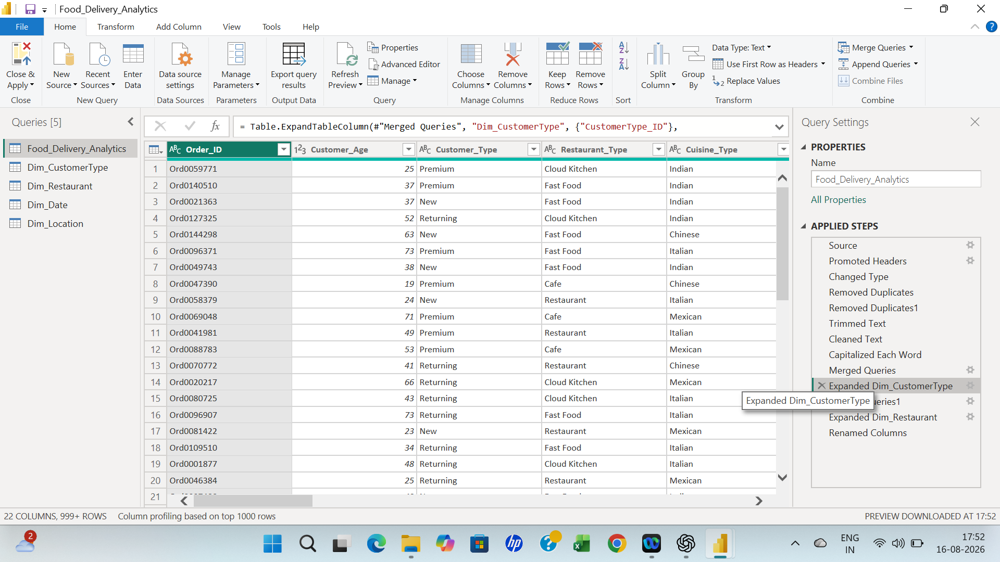 Food_Delivery_Analytics
File Home Transform Add Column View Tools Help
Close & Apply
Close
New Source
Recent Sources
Enter Data
New Query
Data source settings
Data Sources
Manage Parameters
Parameters
Export query results
Output Data
Refresh Preview
Properties
Advanced Editor
Manage
Query
Choose Columns
Remove Columns
Manage Columns
Keep Rows
Remove Rows
Reduce Rows
Sort
Split Column
Group By
Data Type: Text
Use First Row as Headers
Replace Values
Transform
Merge Queries
Append Queries
Combine Files
Combine
Queries [5]
Food_Delivery_Analytics
Dim_CustomerType
Dim_Restaurant
Dim_Date
Dim_Location
fx = Table.ExpandTableColumn(#"Merged Queries", "Dim_CustomerType", {"CustomerType_ID"},
ABC Order_ID 123 Customer_Age ABC Customer_Type ABC Restaurant_Type ABC Cuisine_Type
1 Ord0059771 25 Premium Cloud Kitchen Indian
2 Ord0140510 37 Premium Fast Food Indian
3 Ord0021363 37 New Fast Food Indian
4 Ord0127325 52 Returning Cloud Kitchen Indian
5 Ord0144298 63 New Fast Food Chinese
6 Ord0096371 73 Premium Fast Food Italian
7 Ord0049743 38 New Fast Food Indian
8 Ord0047390 19 Premium Cafe Chinese
9 Ord0058379 24 New Restaurant Italian
10 Ord0069048 71 Premium Cafe Mexican
11 Ord0041981 49 Premium Restaurant Italian
12 Ord0088783 53 Premium Cafe Mexican
13 Ord0070772 41 Returning Restaurant Chinese
14 Ord0020217 66 Returning Cloud Kitchen Mexican
15 Ord0080725 43 Returning Cloud Kitchen Italian
16 Ord0096907 73 Returning Fast Food Italian
17 Ord0081422 23 New Restaurant Mexican
18 Ord0109510 34 Returning Fast Food Italian
19 Ord0001877 48 Returning Cloud Kitchen Italian
20 Ord0046384 25 Returning Restaurant Mexican
21
Query Settings
PROPERTIES
Name
Food_Delivery_Analytics
All Properties
APPLIED STEPS
Source
Promoted Headers
Changed Type
Removed Duplicates
Removed Duplicates1
Trimmed Text
Cleaned Text
Capitalized Each Word
Merged Queries
Expanded Dim_CustomerType
Expanded Dim_CustomerType
Expanded Dim_Restaurant
Renamed Columns
22 COLUMNS, 999+ ROWS Column profiling based on top 1000 rows PREVIEW DOWNLOADED AT 17:52
2
hp
ENG
IN
17:52
16-08-2026